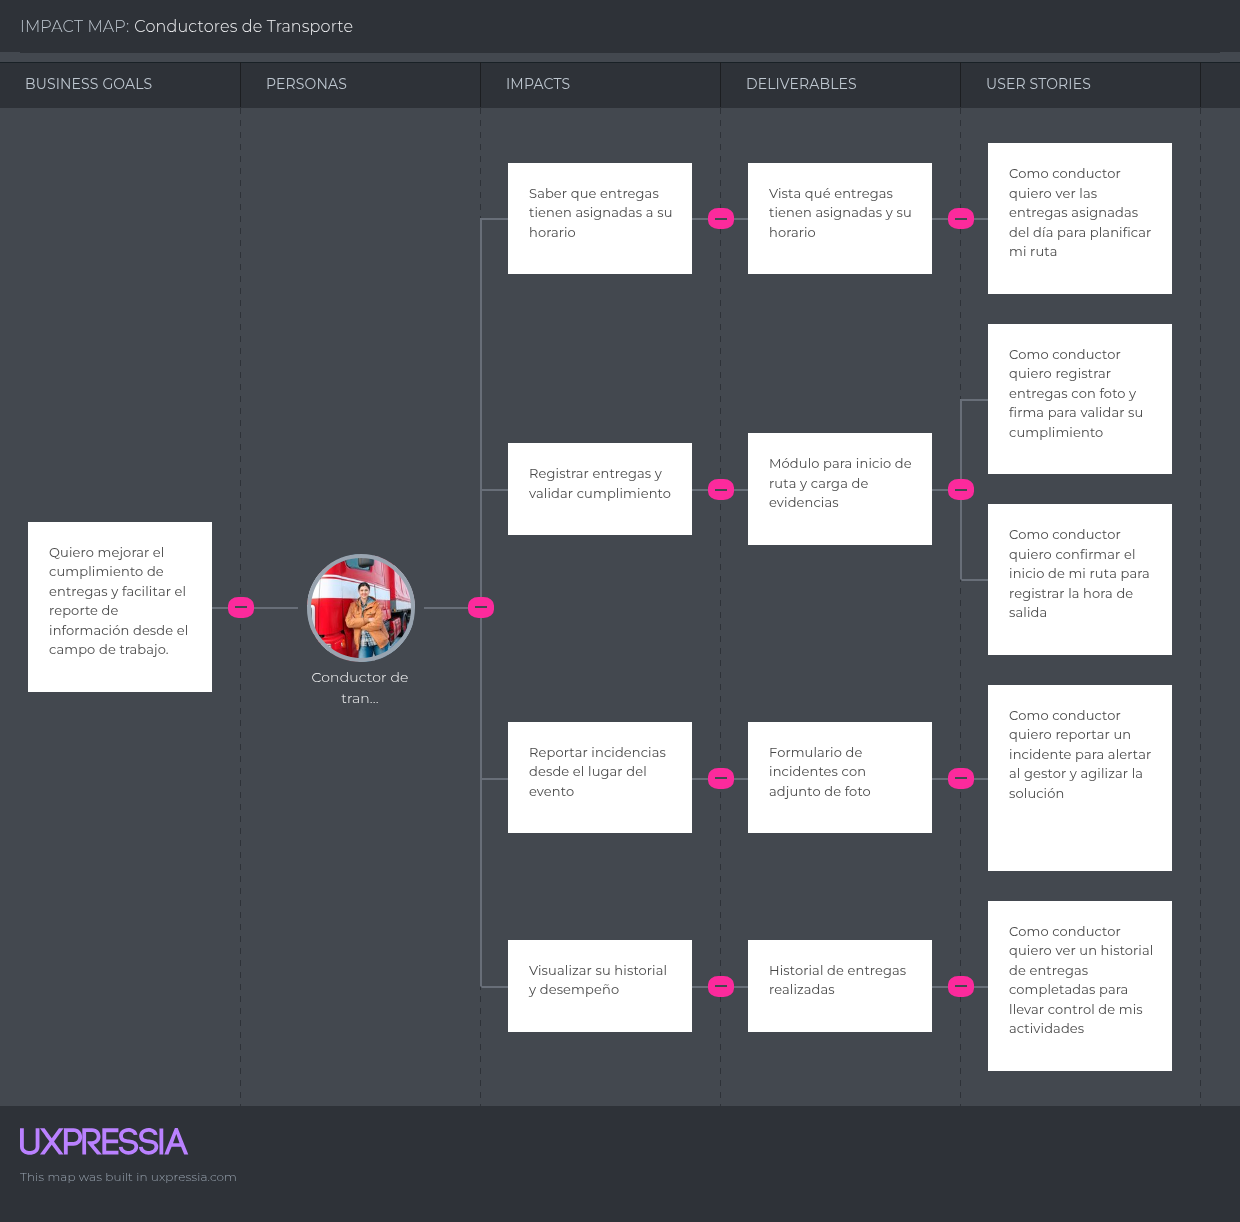 IMPACT MAP: Conductores de Transporte
BUSINESS GOALS
PERSONAS
IMPACTS
DELIVERABLES
USER STORIES
Quiero mejorar el
cumplimiento de
entregas y facilitar el
reporte de
información desde el
campo de trabajo.
Conductor de
tran...
Saber que entregas
tienen asignadas a su
horario
Vista qué entregas
tienen asignadas y su
horario
Como conductor
quiero ver las
entregas asignadas
del día para planificar
mi ruta
Registrar entregas y
validar cumplimiento
Módulo para inicio de
ruta y carga de
evidencias
Como conductor
quiero registrar
entregas con foto y
firma para validar su
cumplimiento
Como conductor
quiero confirmar el
inicio de mi ruta para
registrar la hora de
salida
Reportar incidencias
desde el lugar del
evento
Formulario de
incidentes con
adjunto de foto
Como conductor
quiero reportar un
incidente para alertar
al gestor y agilizar la
solución
Visualizar su historial
y desempeño
Historial de entregas
realizadas
Como conductor
quiero ver un historial
de entregas
completadas para
llevar control de mis
actividades
UXPRESSIA
This map was built in uxpressia.com